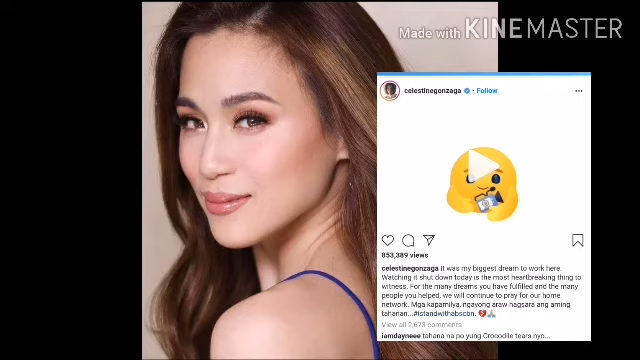 Made with KINEMASTER
celestinegonzaga • Follow
853,389 views
celestinegonzaga It was my biggest dream to work here.
Watching it shut down today is the most heartbreaking thing to
witness. For the many dreams you have fulfilled and the many
people you helped, we will continue to pray for our home
network. Mga kapamilya, ngayong araw nagsara ang aming
tahanan...#istandwithabscbn. 💔🙏🏻
View all 2,673 comments
iamdayneee tahana na po yung Crocodile tears nyo...